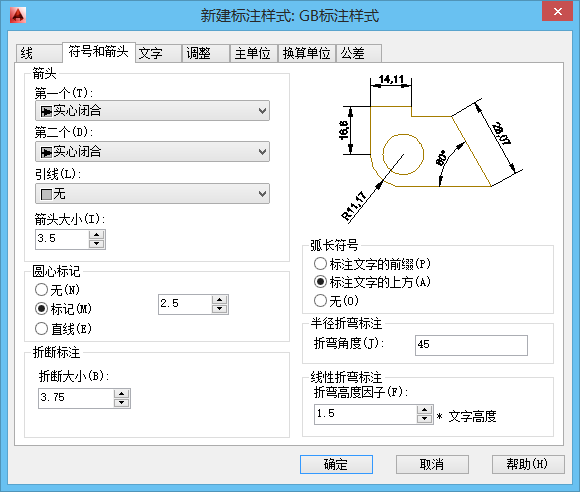 新建标注样式: GB标注样式
线 符号和箭头 文字 调整 主单位 换算单位 公差
箭头
第一个(T):
实心闭合
第二个(D):
实心闭合
引线(L):
无
箭头大小(I):
3.5
圆心标记
无(N)
标记(M)
2.5
直线(E)
折断标注
折断大小(B):
3.75
14,11
16,6
28,07
60°
R11,17
弧长符号
标注文字的前缀(P)
标注文字的上方(A)
无(O)
半径折弯标注
折弯角度(J):
45
线性折弯标注
折弯高度因子(F):
1.5
* 文字高度
确定 取消 帮助(H)